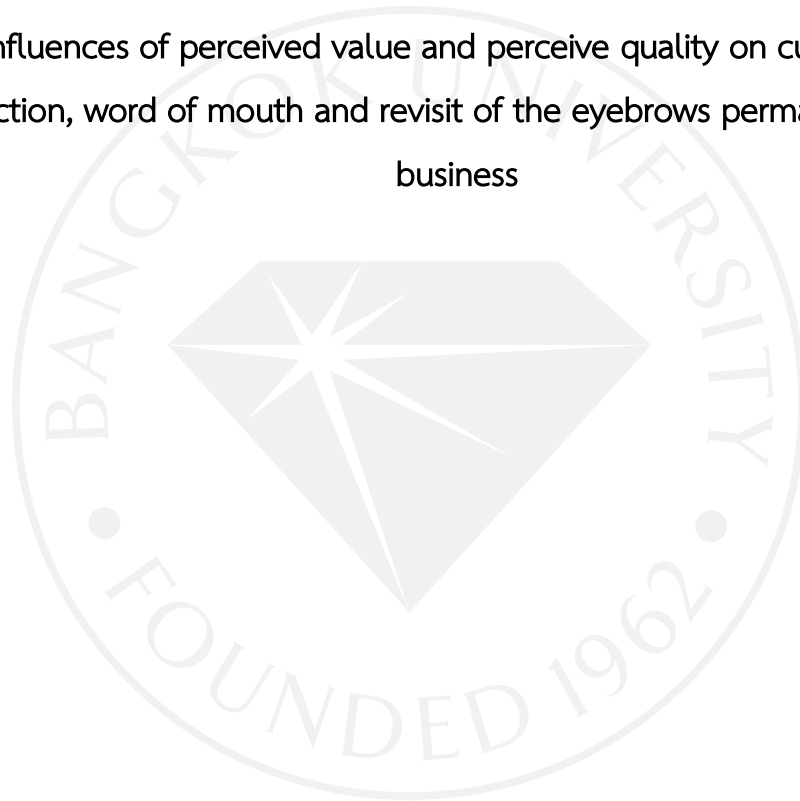 nfluences of perceived value and perceive quality on cu
ction, word of mouth and revisit of the eyebrows perma
business
BANGKOK UNIVERSITY
FOUNDED 1962